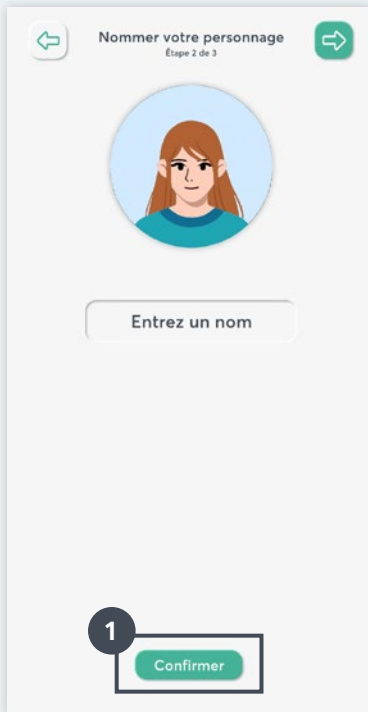 Nommer votre personnage
Étape 2 de 3
Entrez un nom
1
Confirmer